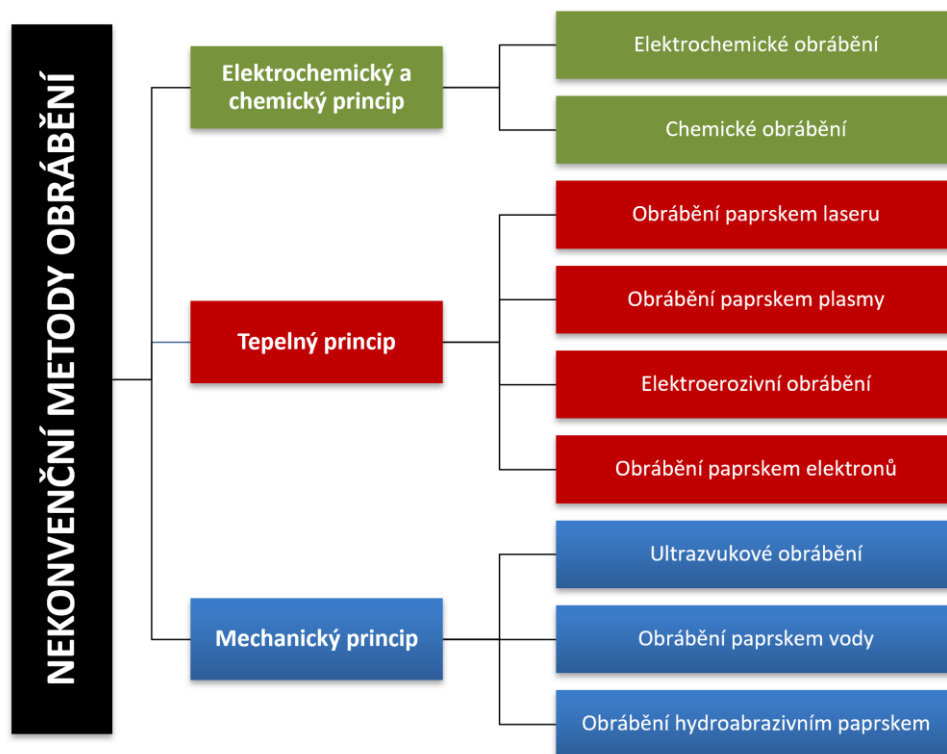 NEKONVENČNÍ METODY OBRÁBĚNÍ
Elektrochemický a
chemický princip
Elektrochemické obrábění
Chemické obrábění
Tepelný princip
Obrábění paprskem laseru
Obrábění paprskem plasmy
Elektroerozivní obrábění
Obrábění paprskem elektronů
Mechanický princip
Ultrazvukové obrábění
Obrábění paprskem vody
Obrábění hydroabrazivním paprskem